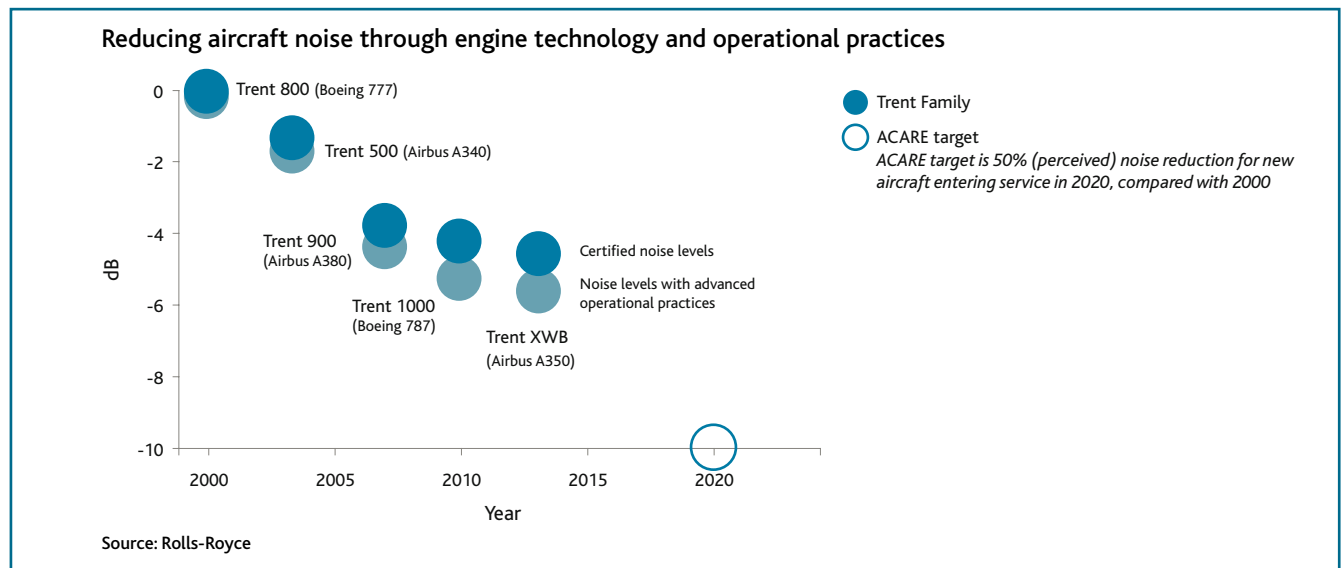 Reducing aircraft noise through engine technology and operational practices
0
-2
-4
-6
-8
-10
dB
Trent 800 (Boeing 777)
Trent 500 (Airbus A340)
Trent 900
(Airbus A380)
Trent 1000
(Boeing 787)
Trent XWB
(Airbus A350)
Certified noise levels
Noise levels with advanced
operational practices
2000
2005
2010
2015
2020
Year
Trent Family
ACARE target
ACARE target is 50% (perceived) noise reduction for new
aircraft entering service in 2020, compared with 2000
Source: Rolls-Royce